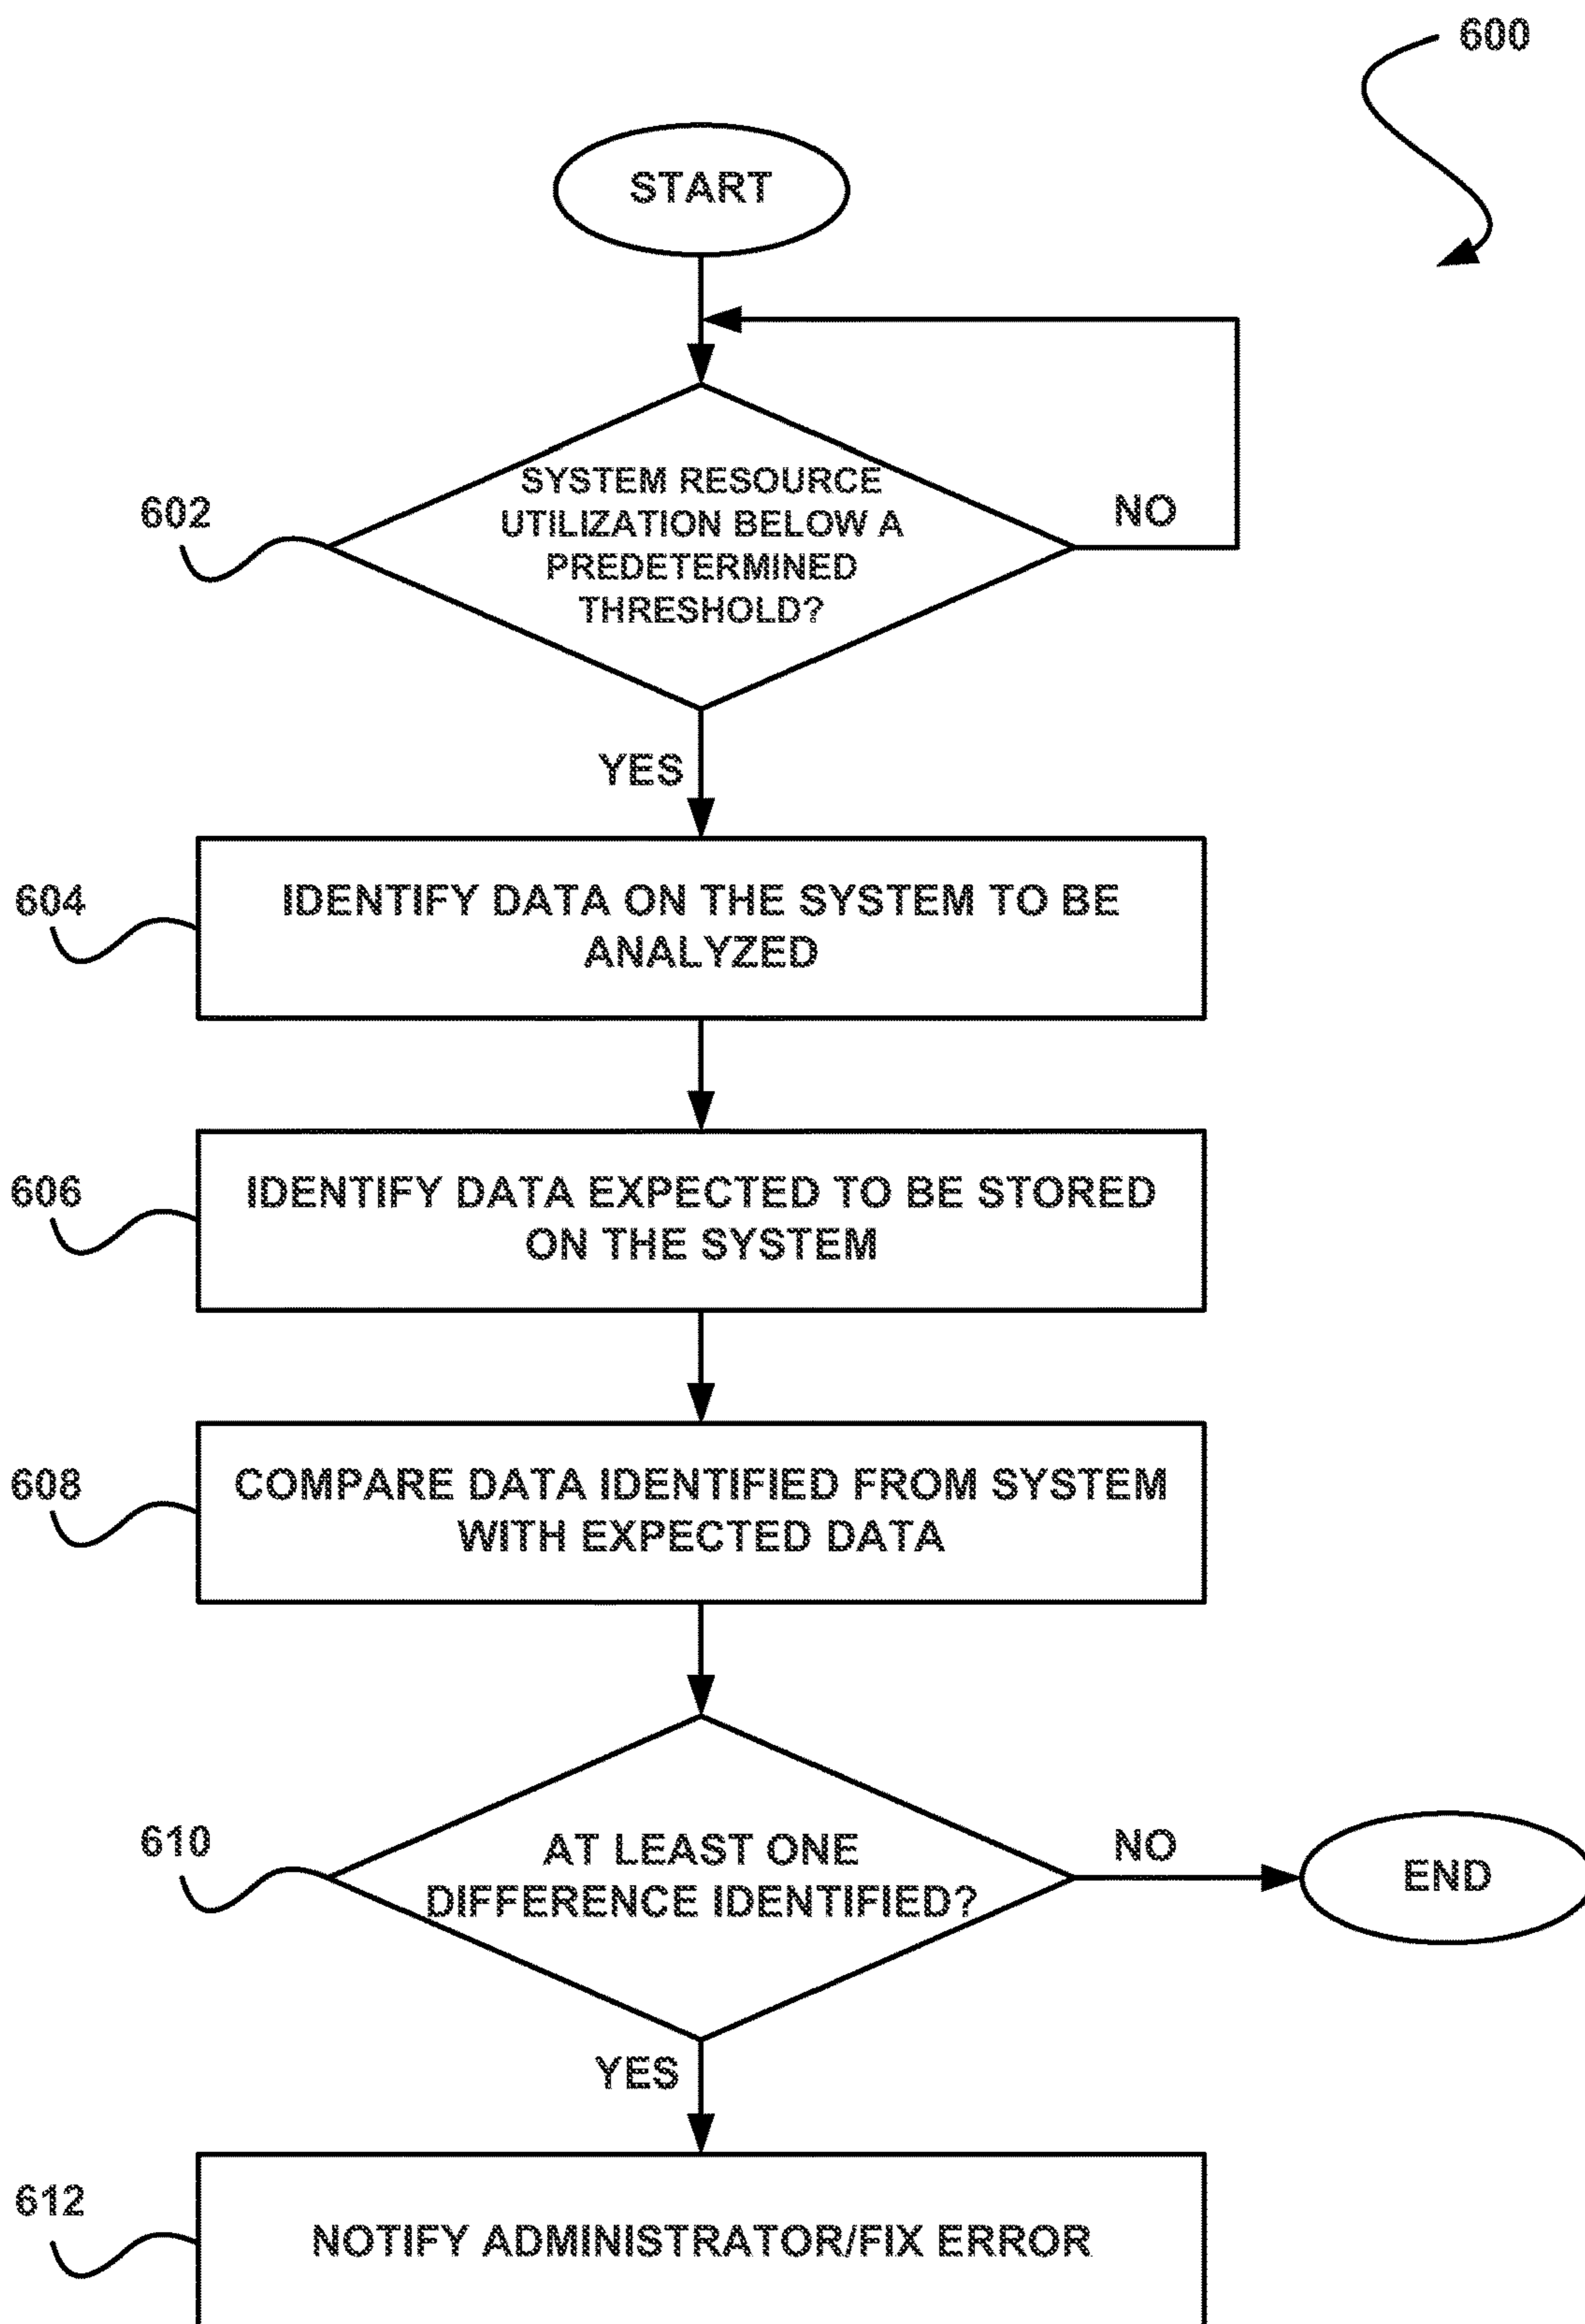 600
START
602
SYSTEM RESOURCE
UTILIZATION BELOW A
PREDETERMINED
THRESHOLD?
NO
YES
604
IDENTIFY DATA ON THE SYSTEM TO BE
ANALYZED
606
IDENTIFY DATA EXPECTED TO BE STORED
ON THE SYSTEM
608
COMPARE DATA IDENTIFIED FROM SYSTEM
WITH EXPECTED DATA
610
AT LEAST ONE
DIFFERENCE IDENTIFIED?
NO
END
YES
612
NOTIFY ADMINISTRATOR/FIX ERROR